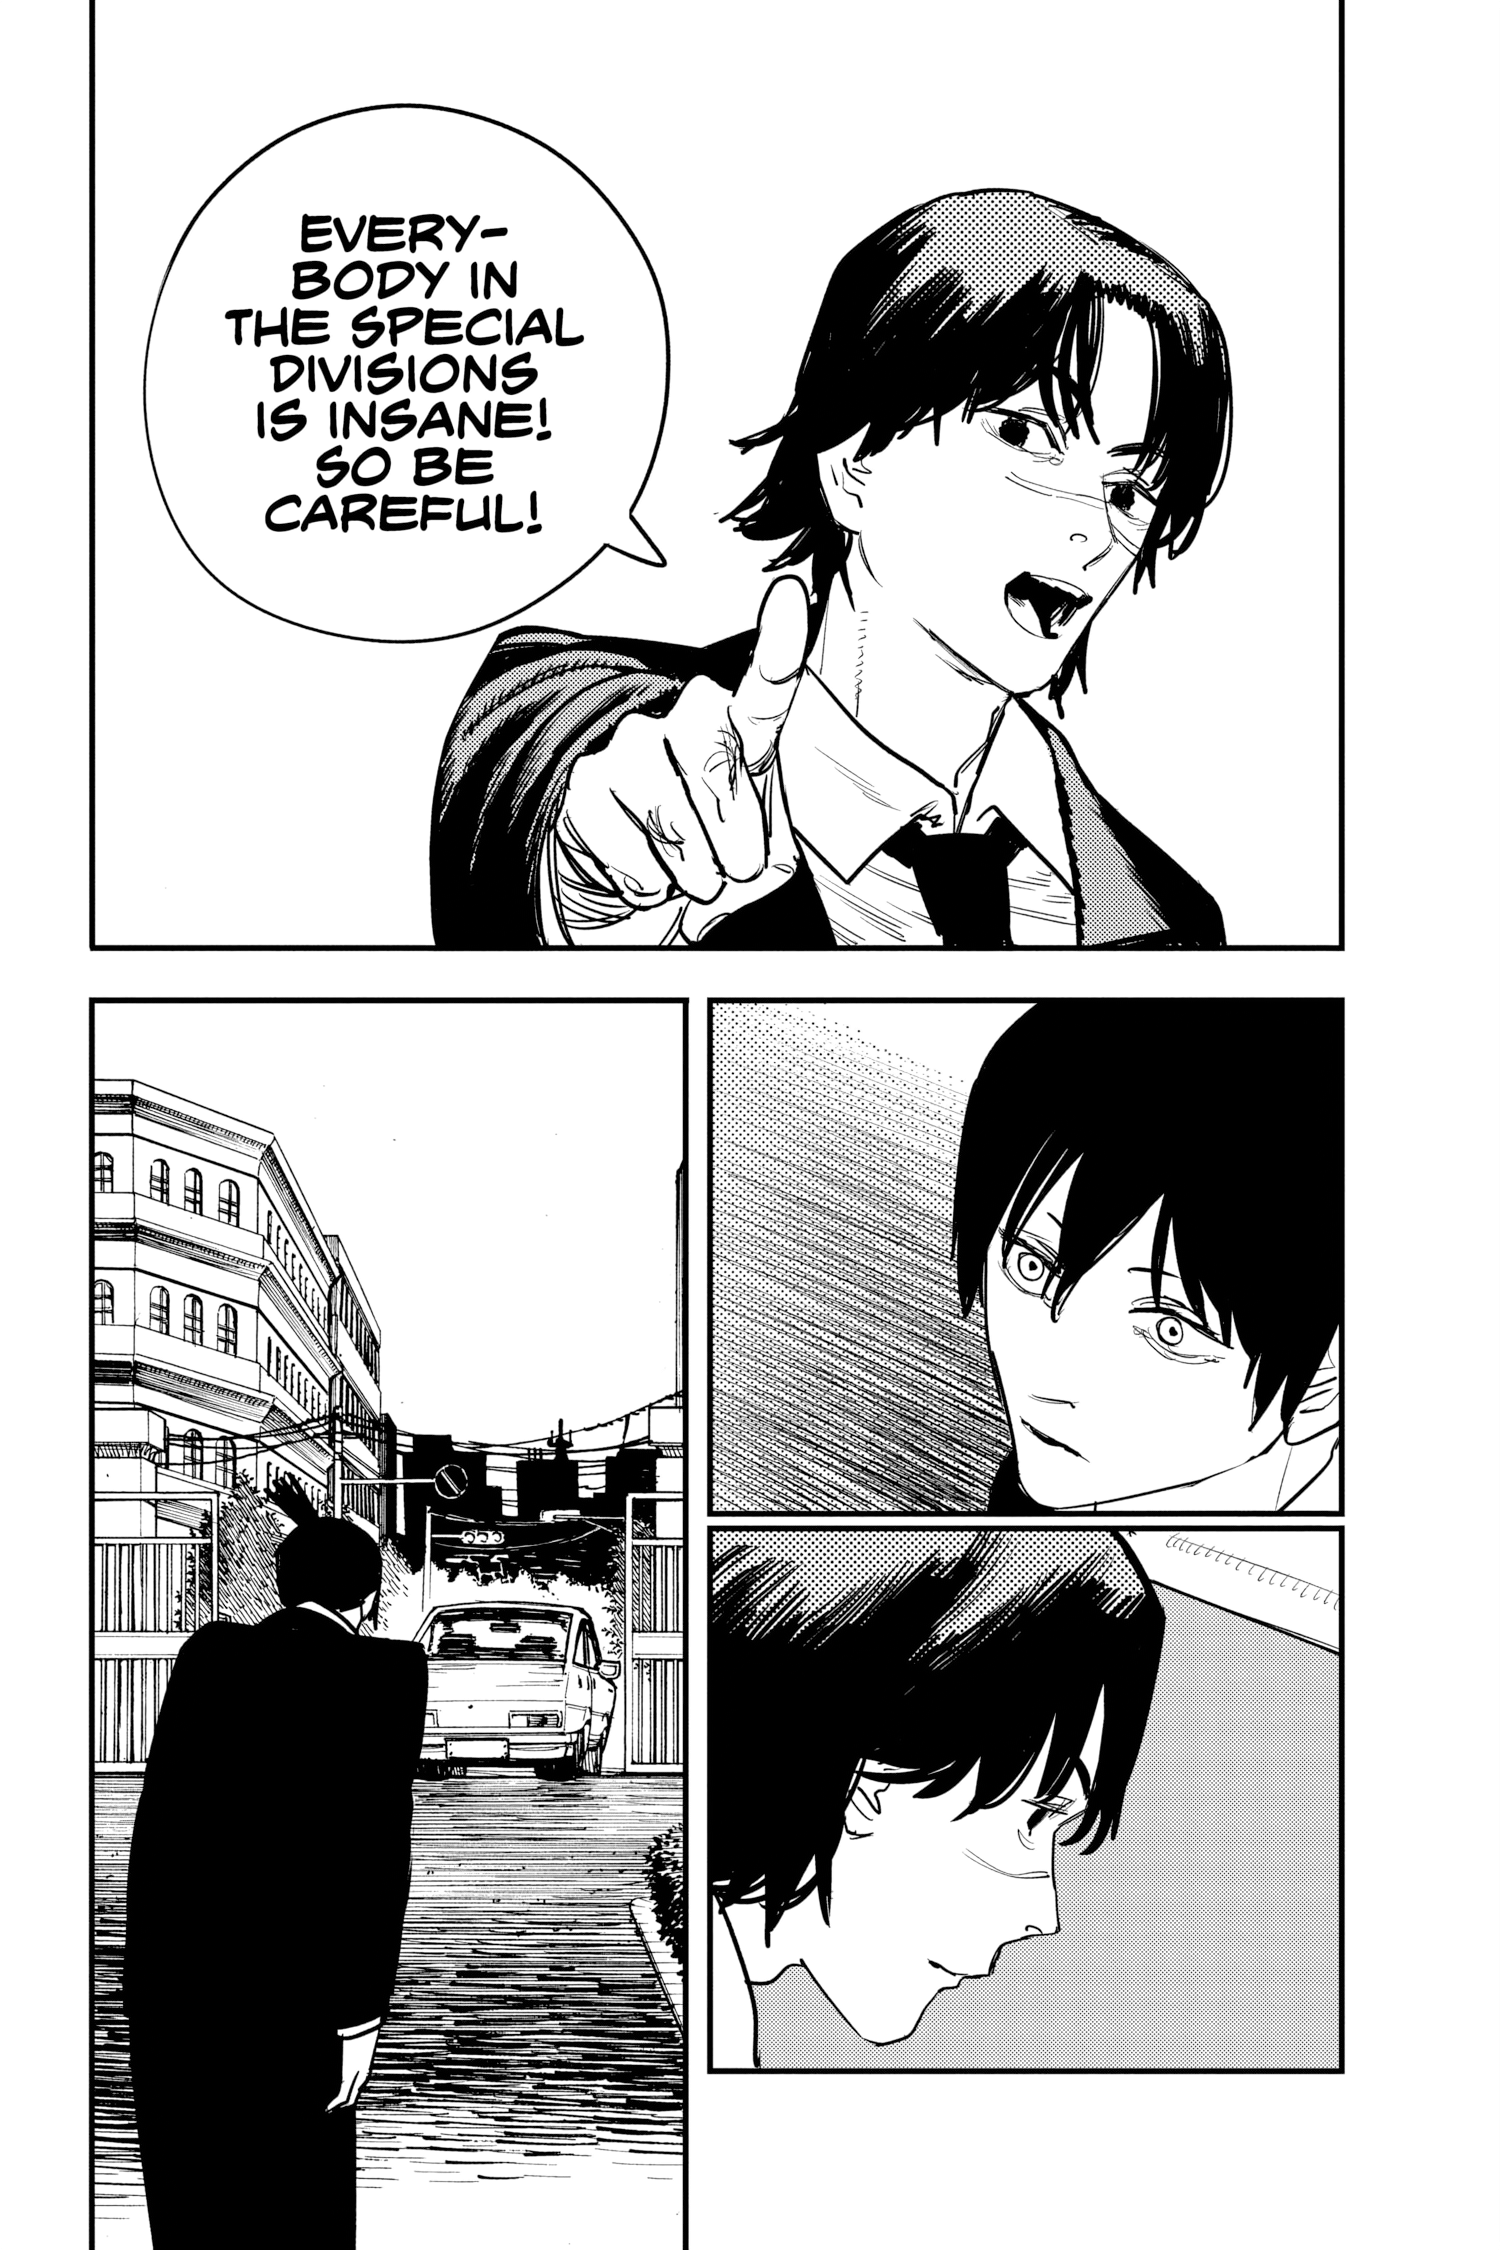 EVERY-
BODY IN
THE SPECIAL
DIVISIONS
IS INSANE!
SO BE
CAREFUL!